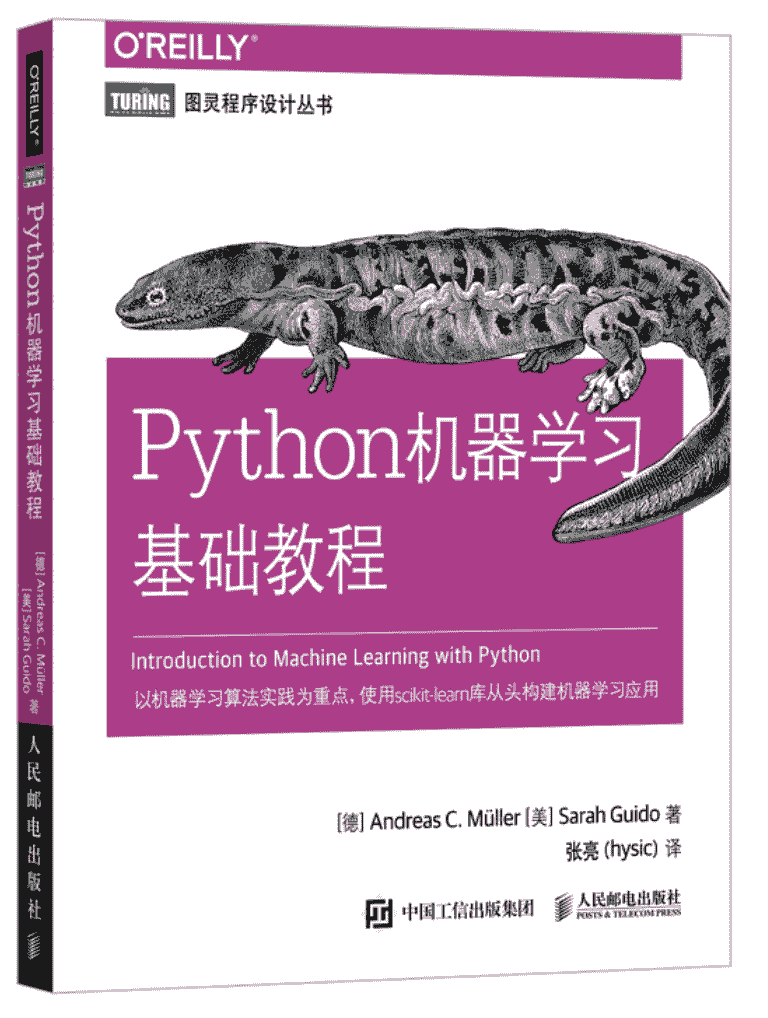 O'REILLY®
TURING 图灵程序设计丛书
Python机器学习
基础教程
Introduction to Machine Learning with Python
以机器学习算法实践为重点，使用scikit-learn库从头构建机器学习应用
[德] Andreas C. Müller [美] Sarah Guido 著
张亮 (hysic) 译
中国工信出版集团
人民邮电出版社
POSTS & TELECOM PRESS
O'REILLY®
TURING
Python机器学习基础教程
[德] Andreas C. Müller
[美] Sarah Guido 著
人民邮电出版社